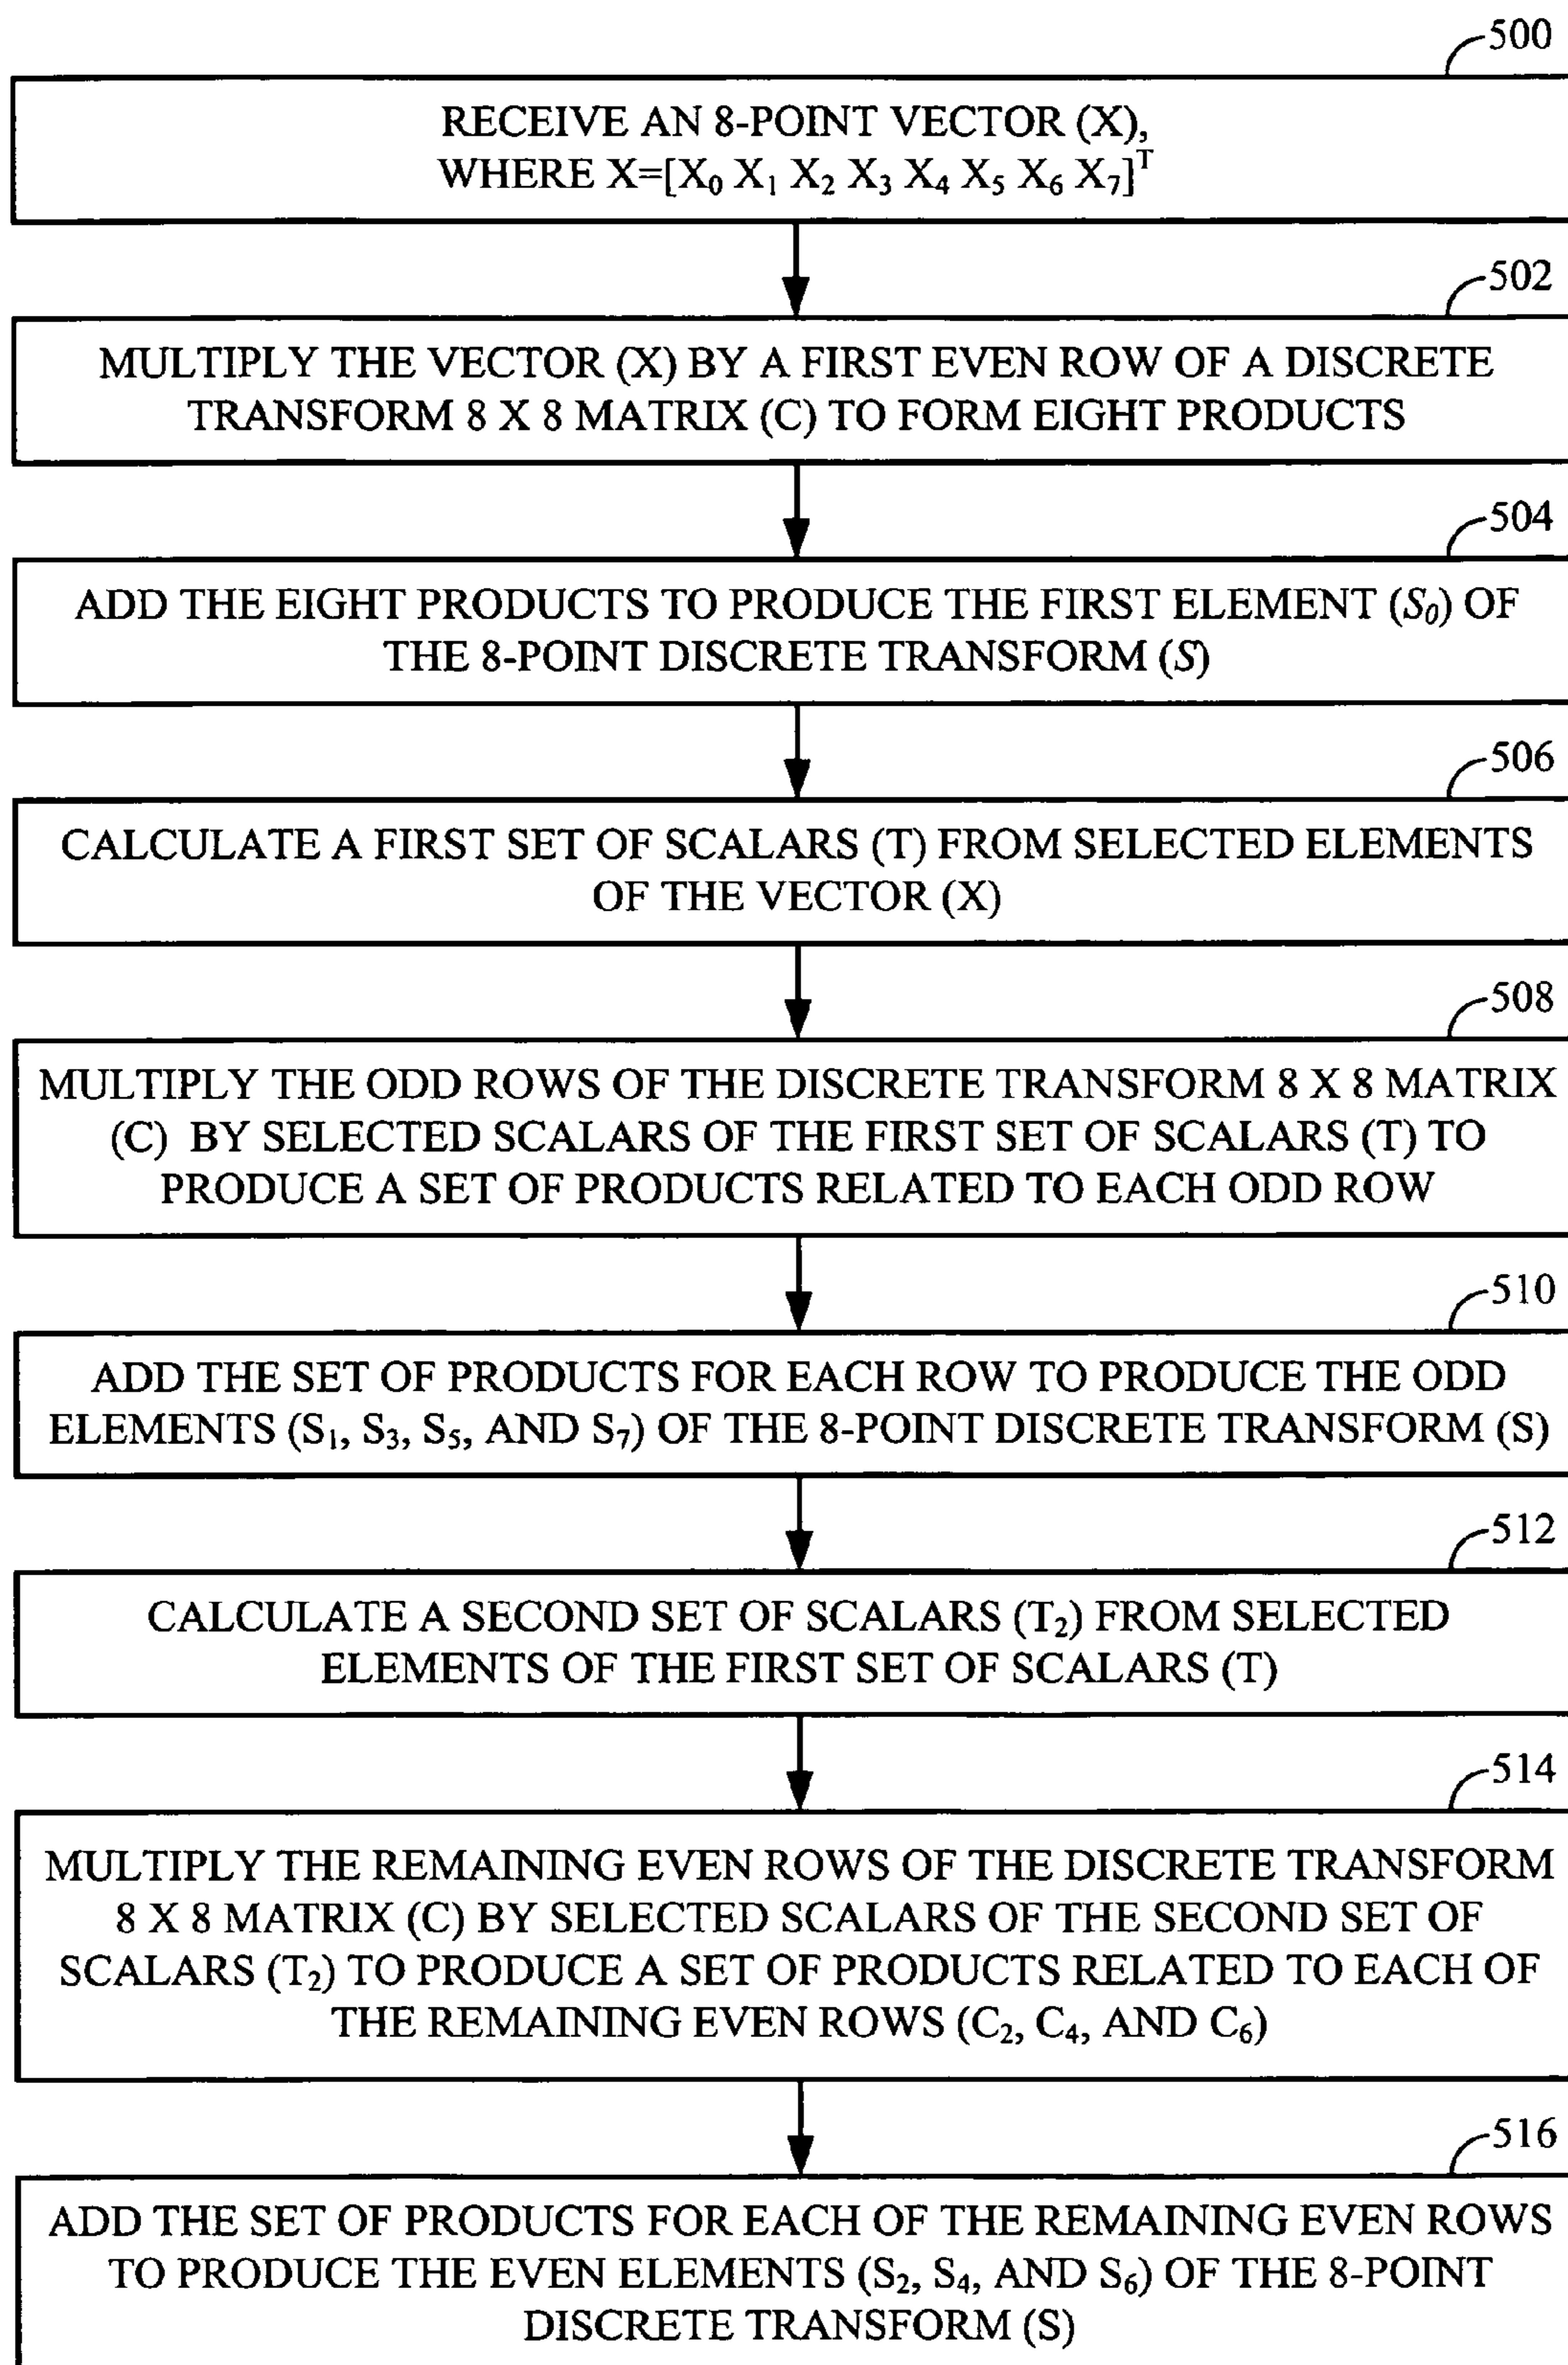 500
RECEIVE AN 8-POINT VECTOR (X),
WHERE X=[X₀ X₁ X₂ X₃ X₄ X₅ X₆ X₇]ᵀ
502
MULTIPLY THE VECTOR (X) BY A FIRST EVEN ROW OF A DISCRETE
TRANSFORM 8 X 8 MATRIX (C) TO FORM EIGHT PRODUCTS
504
ADD THE EIGHT PRODUCTS TO PRODUCE THE FIRST ELEMENT (S₀) OF
THE 8-POINT DISCRETE TRANSFORM (S)
506
CALCULATE A FIRST SET OF SCALARS (T) FROM SELECTED ELEMENTS
OF THE VECTOR (X)
508
MULTIPLY THE ODD ROWS OF THE DISCRETE TRANSFORM 8 X 8 MATRIX
(C) BY SELECTED SCALARS OF THE FIRST SET OF SCALARS (T) TO
PRODUCE A SET OF PRODUCTS RELATED TO EACH ODD ROW
510
ADD THE SET OF PRODUCTS FOR EACH ROW TO PRODUCE THE ODD
ELEMENTS (S₁, S₃, S₅, AND S₇) OF THE 8-POINT DISCRETE TRANSFORM (S)
512
CALCULATE A SECOND SET OF SCALARS (T₂) FROM SELECTED
ELEMENTS OF THE FIRST SET OF SCALARS (T)
514
MULTIPLY THE REMAINING EVEN ROWS OF THE DISCRETE TRANSFORM
8 X 8 MATRIX (C) BY SELECTED SCALARS OF THE SECOND SET OF
SCALARS (T₂) TO PRODUCE A SET OF PRODUCTS RELATED TO EACH OF
THE REMAINING EVEN ROWS (C₂, C₄, AND C₆)
516
ADD THE SET OF PRODUCTS FOR EACH OF THE REMAINING EVEN ROWS
TO PRODUCE THE EVEN ELEMENTS (S₂, S₄, AND S₆) OF THE 8-POINT
DISCRETE TRANSFORM (S)